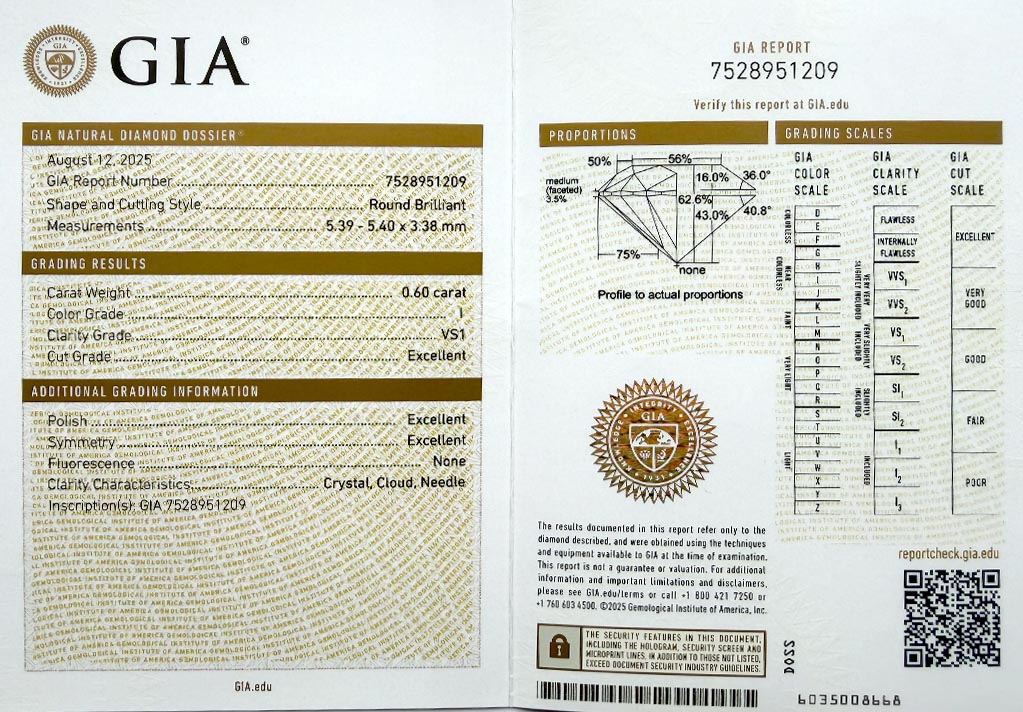 GIA®
GIA NATURAL DIAMOND DOSSIER®
August 12, 2025
GIA Report Number 7528951209
Shape and Cutting Style Round Brilliant
Measurements 5.39 - 5.40 x 3.38 mm
GRADING RESULTS
Carat Weight 0.60 carat
Color Grade I
Clarity Grade VS1
Cut Grade Excellent
ADDITIONAL GRADING INFORMATION
Polish Excellent
Symmetry Excellent
Fluorescence None
Clarity Characteristics Crystal, Cloud, Needle
Inscription(s): GIA 7528951209
GIA.edu
GIA REPORT
7528951209
Verify this report at GIA.edu
PROPORTIONS
50%
56%
medium
(faceted)
3.5%
16.0%
36.0°
62.6%
43.0%
40.8°
75%
none
Profile to actual proportions
GIA
INTEGRITY
1931
The results documented in this report refer only to the
diamond described, and were obtained using the techniques
and equipment available to GIA at the time of examination.
This report is not a guarantee or valuation. For additional
information and important limitations and disclaimers,
please see GIA.edu/terms or call +1 800 421 7250 or
+1 760 603 4500. ©2025 Gemological Institute of America, Inc.
THE SECURITY FEATURES IN THIS DOCUMENT,
INCLUDING THE HOLOGRAM, SECURITY SCREEN AND
MICROPRINT LINES, IN ADDITION TO THOSE NOT LISTED,
EXCEED DOCUMENT SECURITY INDUSTRY GUIDELINES.
GRADING SCALES
GIA
COLOR
SCALE
COLORLESS
D
E
F
NEAR
COLORLESS
G
H
I
J
FAINT
K
L
M
VERY LIGHT
N
O
P
Q
R
LIGHT
S
T
U
V
W
X
Y
Z
GIA
CLARITY
SCALE
FLAWLESS
INTERNALLY
FLAWLESS
VERY VERY
SLIGHTLY INCLUDED
VVS1
VVS2
VERY SLIGHTLY
INCLUDED
VS1
VS2
SLIGHTLY
INCLUDED
SI1
SI2
INCLUDED
I1
I2
I3
GIA
CUT
SCALE
EXCELLENT
VERY
GOOD
GOOD
FAIR
POOR
reportcheck.gia.edu
DOSS
6035008668